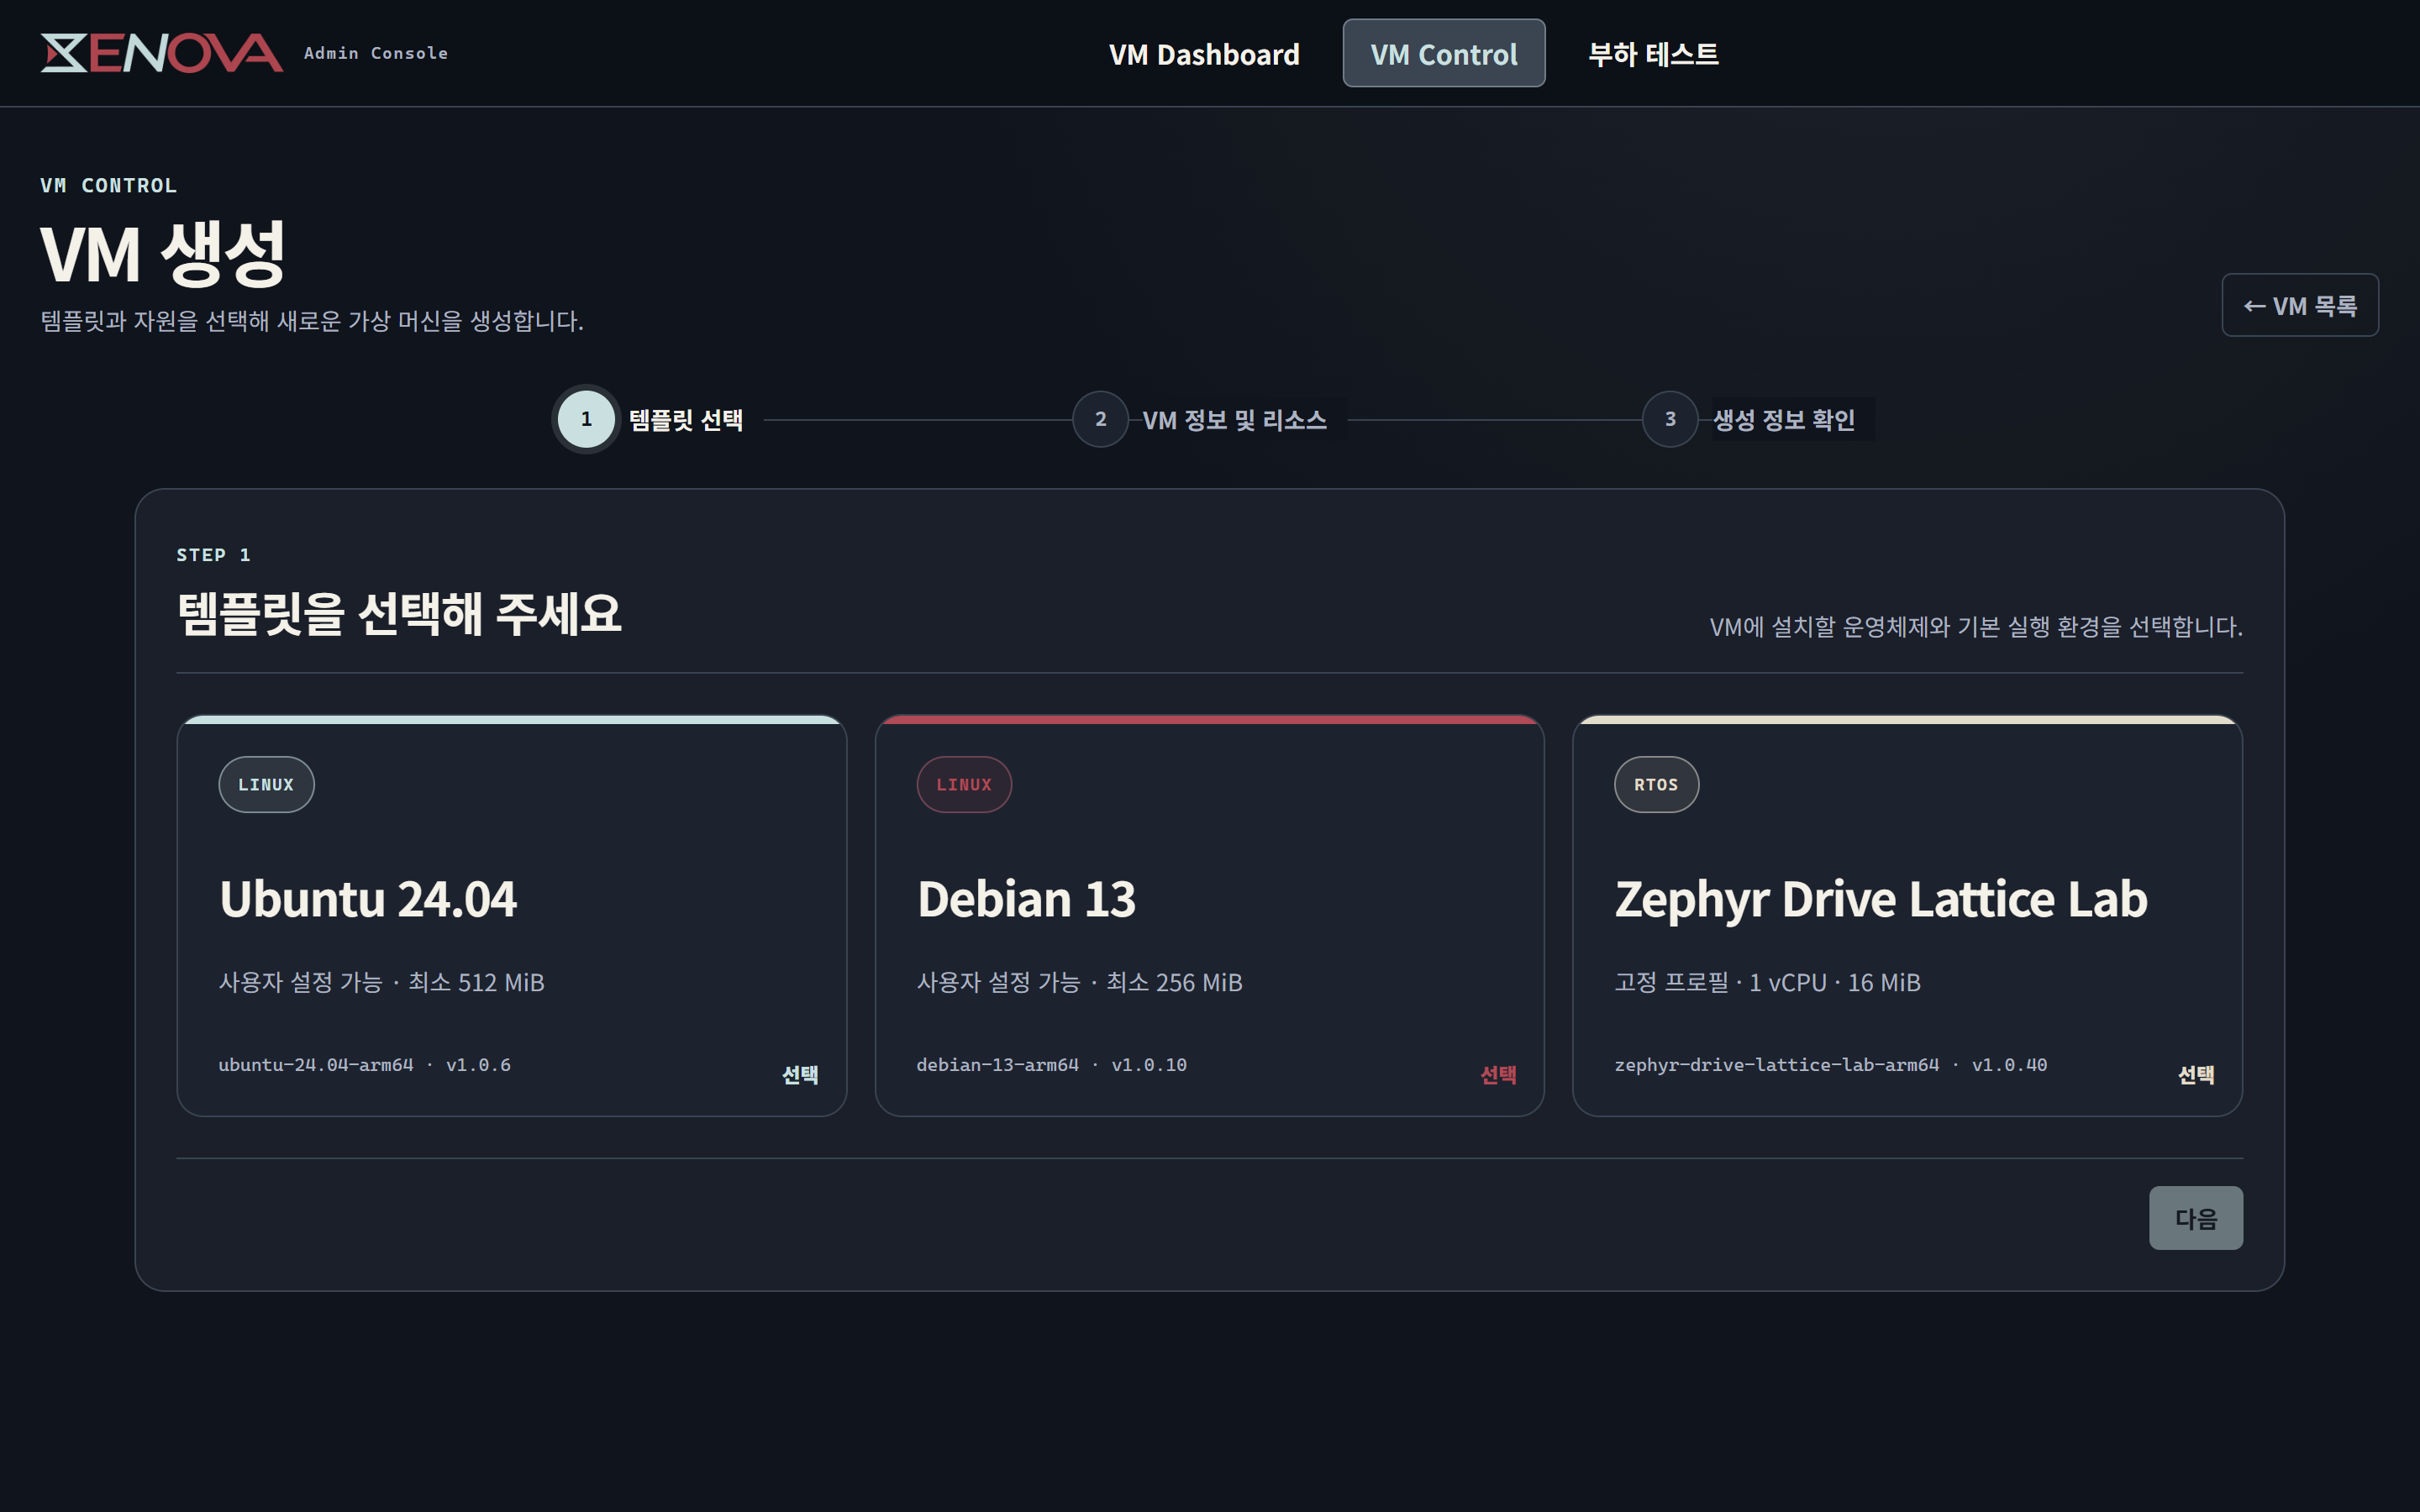 XENOVA Admin Console
VM Dashboard
VM Control
부하 테스트
VM CONTROL
VM 생성
템플릿과 자원을 선택해 새로운 가상 머신을 생성합니다.
← VM 목록
1 템플릿 선택
2 VM 정보 및 리소스
3 생성 정보 확인
STEP 1
템플릿을 선택해 주세요
VM에 설치할 운영체제와 기본 실행 환경을 선택합니다.
LINUX
Ubuntu 24.04
사용자 설정 가능 · 최소 512 MiB
ubuntu-24.04-arm64 · v1.0.6
선택
LINUX
Debian 13
사용자 설정 가능 · 최소 256 MiB
debian-13-arm64 · v1.0.10
선택
RTOS
Zephyr Drive Lattice Lab
고정 프로필 · 1 vCPU · 16 MiB
zephyr-drive-lattice-lab-arm64 · v1.0.40
선택
다음